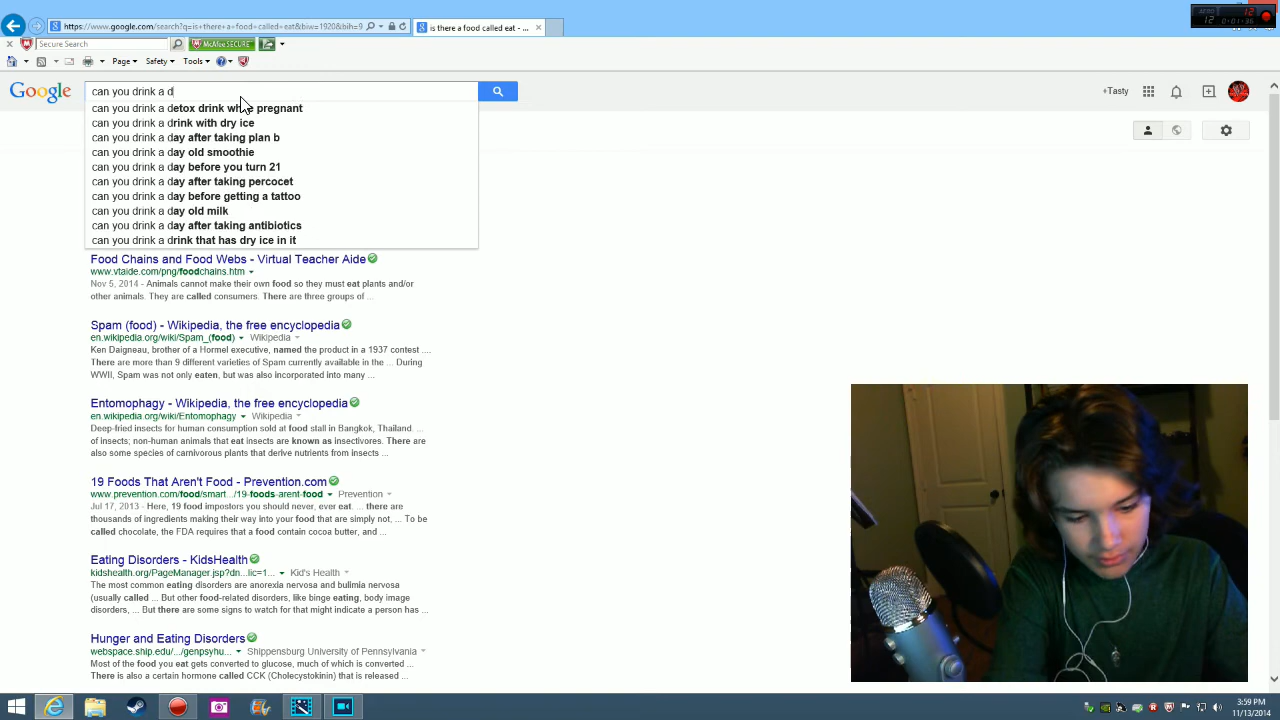 https://www.google.com/search?q=is+there+a+food+called+eat&biw=1920&bih=9
is there a food called eat - ...
12
12
0:01:36
Secure Search
McAfee SECURE
Page
Safety
Tools
Google
can you drink a d
+Tasty
can you drink a detox drink while pregnant
can you drink a drink with dry ice
can you drink a day after taking plan b
can you drink a day old smoothie
can you drink a day before you turn 21
can you drink a day after taking percocet
can you drink a day before getting a tattoo
can you drink a day old milk
can you drink a day after taking antibiotics
can you drink a drink that has dry ice in it
Food Chains and Food Webs - Virtual Teacher Aide
www.vtaide.com/png/foodchains.htm
Nov 5, 2014 - Animals cannot make their own food so they must eat plants and/or
other animals. They are called consumers. There are three groups of ...
Spam (food) - Wikipedia, the free encyclopedia
en.wikipedia.org/wiki/Spam_(food) Wikipedia
Ken Daigneau, brother of a Hormel executive, named the product in a 1937 contest ....
There are more than 9 different varieties of Spam currently available in the ... During
WWII, Spam was not only eaten, but was also incorporated into many ...
Entomophagy - Wikipedia, the free encyclopedia
en.wikipedia.org/wiki/Entomophagy Wikipedia
Deep-fried insects for human consumption sold at food stall in Bangkok, Thailand. ...
of insects; non-human animals that eat insects are known as insectivores. There are
also some species of carnivorous plants that derive nutrients from insects ...
19 Foods That Aren't Food - Prevention.com
www.prevention.com/food/smart.../19-foods-arent-food Prevention
Jul 17, 2013 - Here, 19 food impostors you should never, ever eat. ... there are
thousands of ingredients making their way into your food that are simply not, ... To be
called chocolate, the FDA requires that a food contain cocoa butter, and ...
Eating Disorders - KidsHealth
kidshealth.org/PageManager.jsp?dn...lic=1... Kid's Health
The most common eating disorders are anorexia nervosa and bulimia nervosa
(usually called ... But other food-related disorders, like binge eating, body image
disorders, ... But there are some signs to watch for that might indicate a person has ...
Hunger and Eating Disorders
webspace.ship.edu/.../genpsyhu... Shippensburg University of Pennsylvania
Most of the food you eat gets converted to glucose, much of which is converted ...
There is also a certain hormone called CCK (Cholecystokinin) that is released ...
3:59 PM
11/13/2014